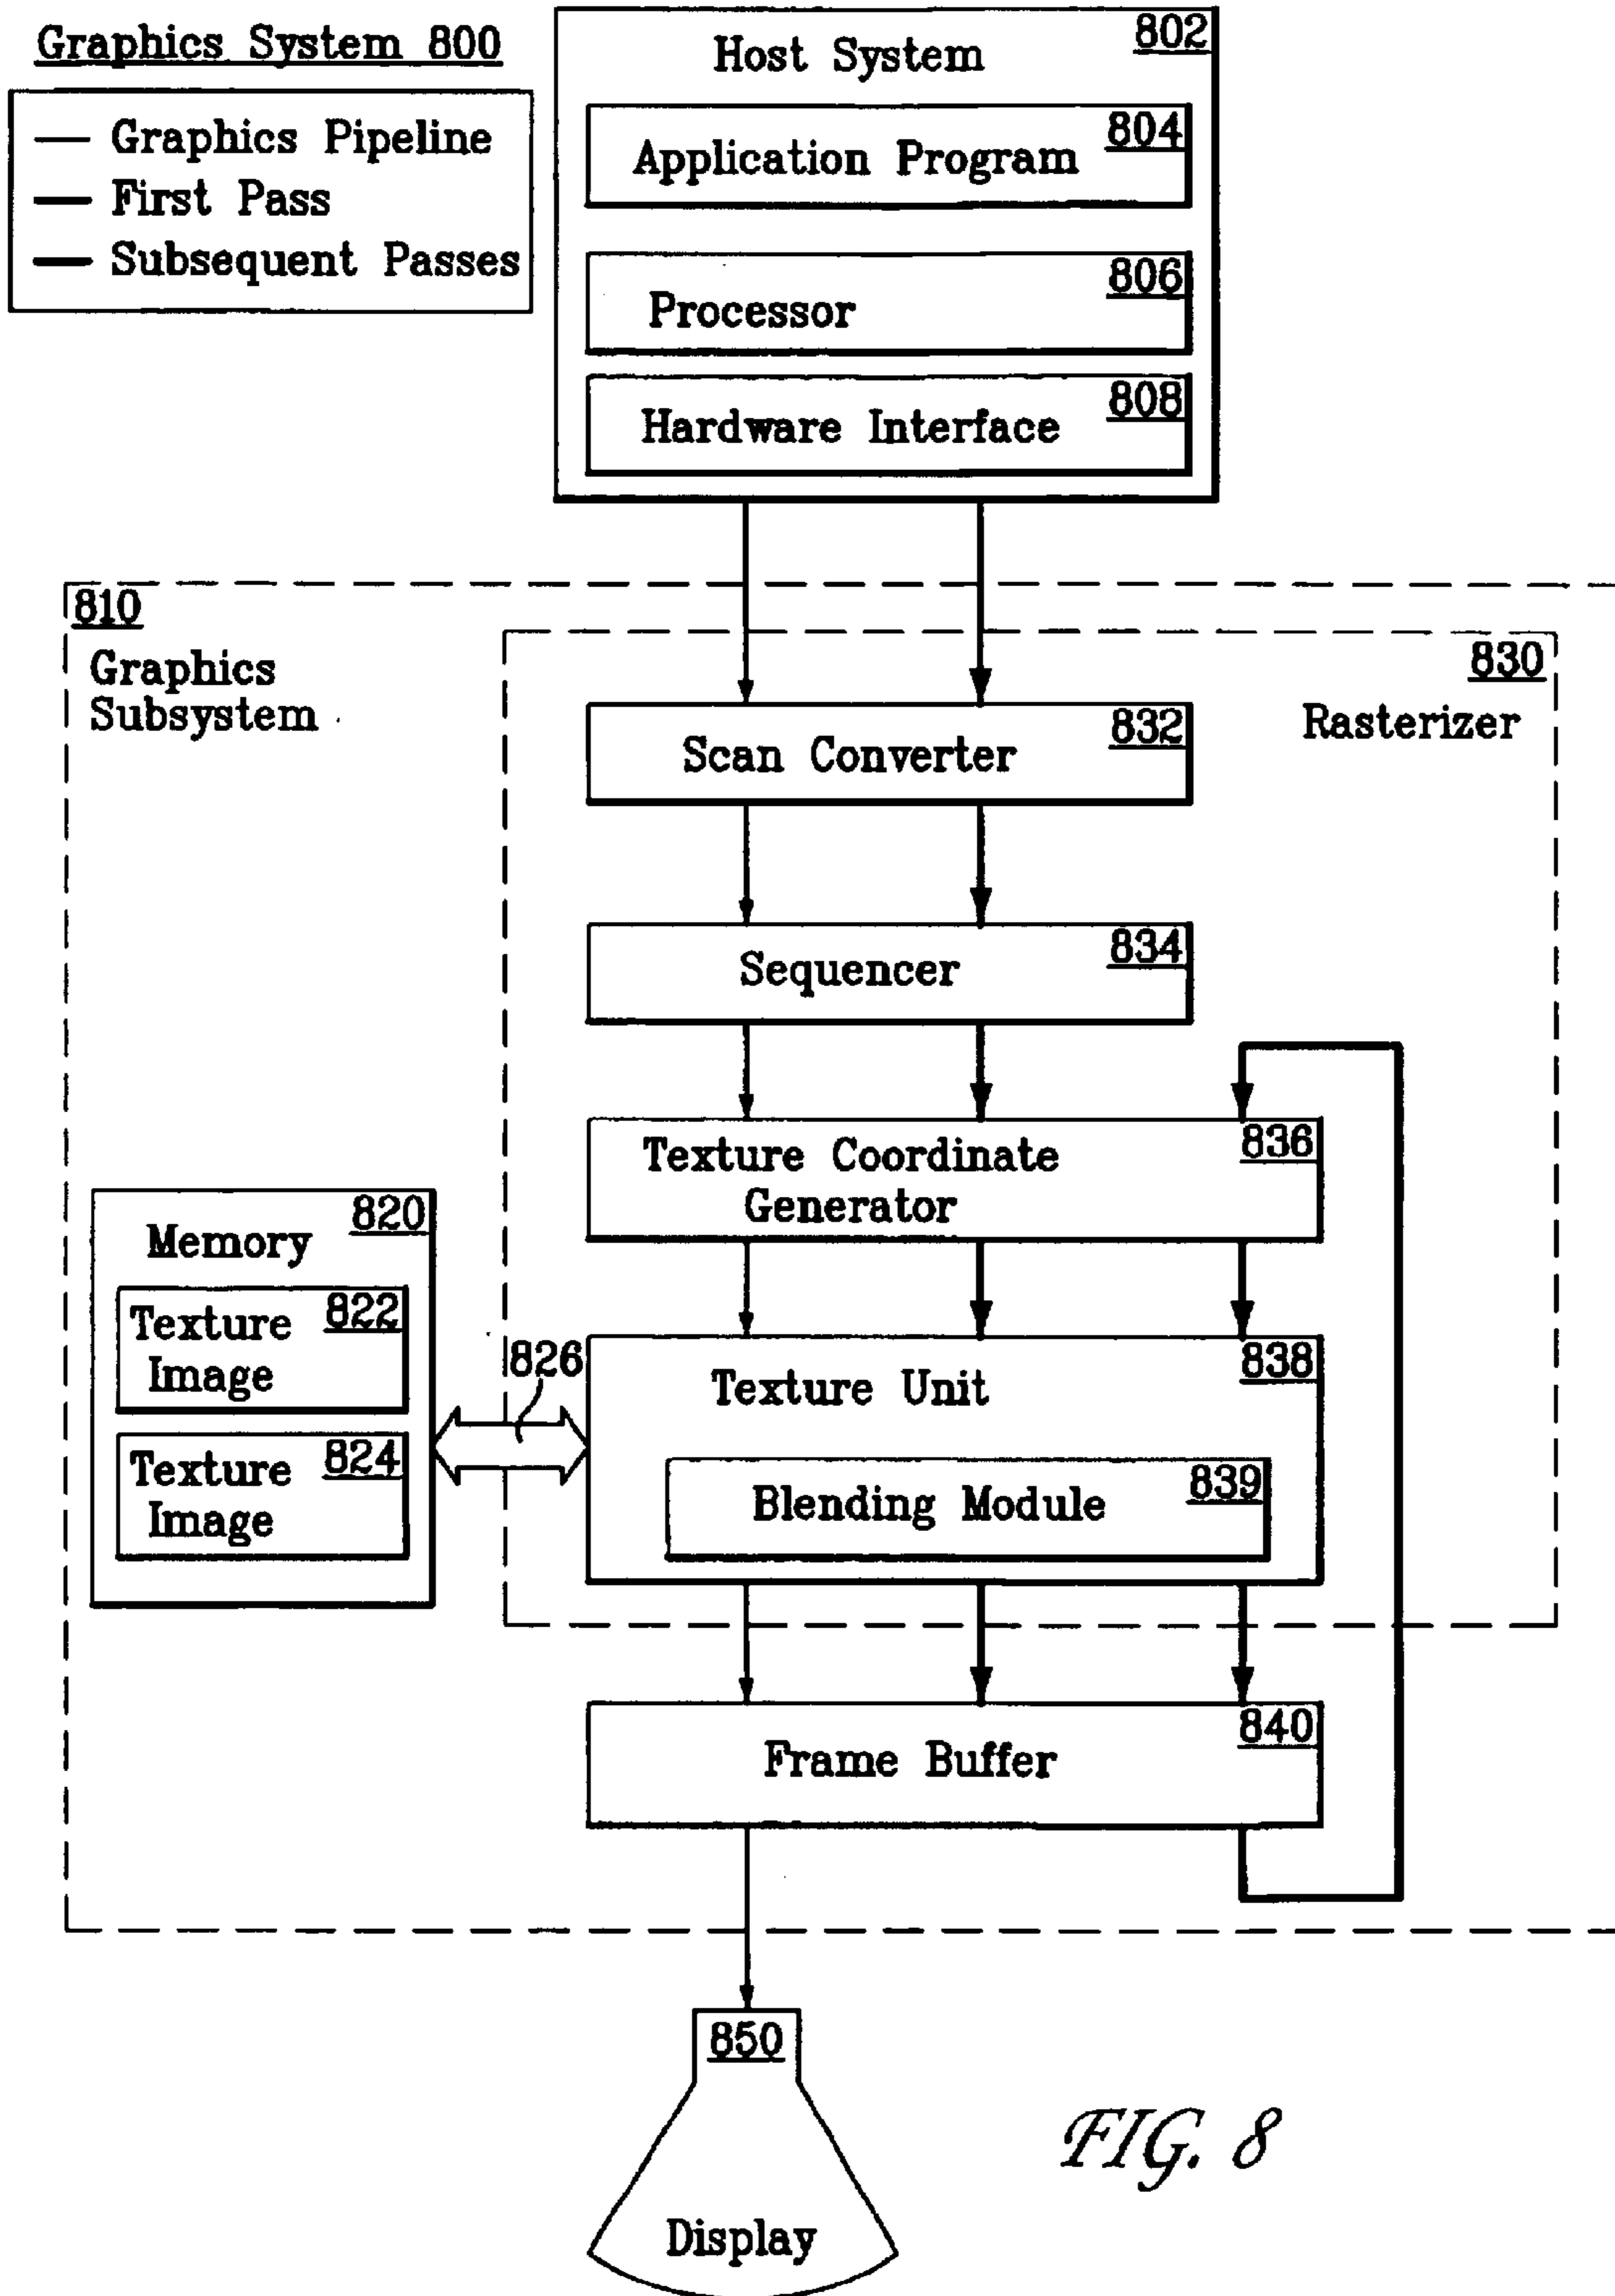 Graphics System 800
Graphics Pipeline
First Pass
Subsequent Passes
802
Host System
804
Application Program
806
Processor
808
Hardware Interface
810
Graphics
Subsystem
830
Rasterizer
832
Scan Converter
834
Sequencer
836
Texture Coordinate
Generator
820
Memory
822
Texture
Image
824
Texture
Image
826
838
Texture Unit
839
Blending Module
840
Frame Buffer
850
Display
FIG. 8